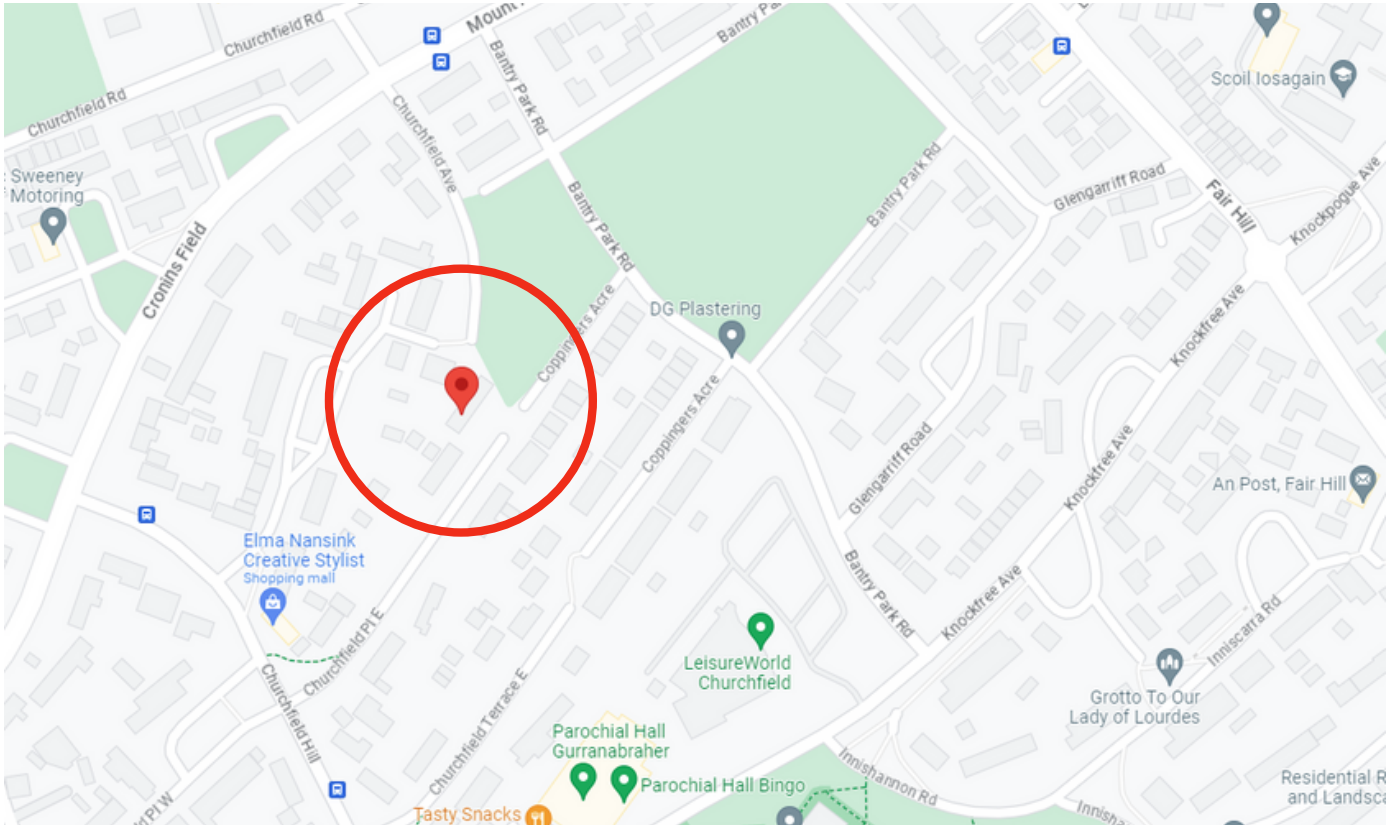 Churchfield Rd
Mount
Bantry Pa
Scoil Iosagain
Churchfield Rd
Bantry Park Rd
Churchfield Ave
Sweeney
Motoring
Bantry Park Rd
Glengarriff Road
Fair Hill
Knockpogue Ave
Bantry Park Rd
Cronins Field
Coppingers Acre
DG Plastering
Knockfree Ave
Coppingers Acre
Glengarriff Road
Knockfree Ave
An Post, Fair Hill
Elma Nansink
Creative Stylist
Shopping mall
Bantry Park Rd
Knockfree Ave
Inniscarra Rd
Churchfield Pl E
LeisureWorld
Churchfield
Grotto To Our
Lady of Lourdes
Churchfield Hill
Churchfield Terrace E
Parochial Hall
Gurranabraher
Parochial Hall Bingo
Innishannon Rd
Residential R
and Landsca
Pl W
Tasty Snacks
Innisha